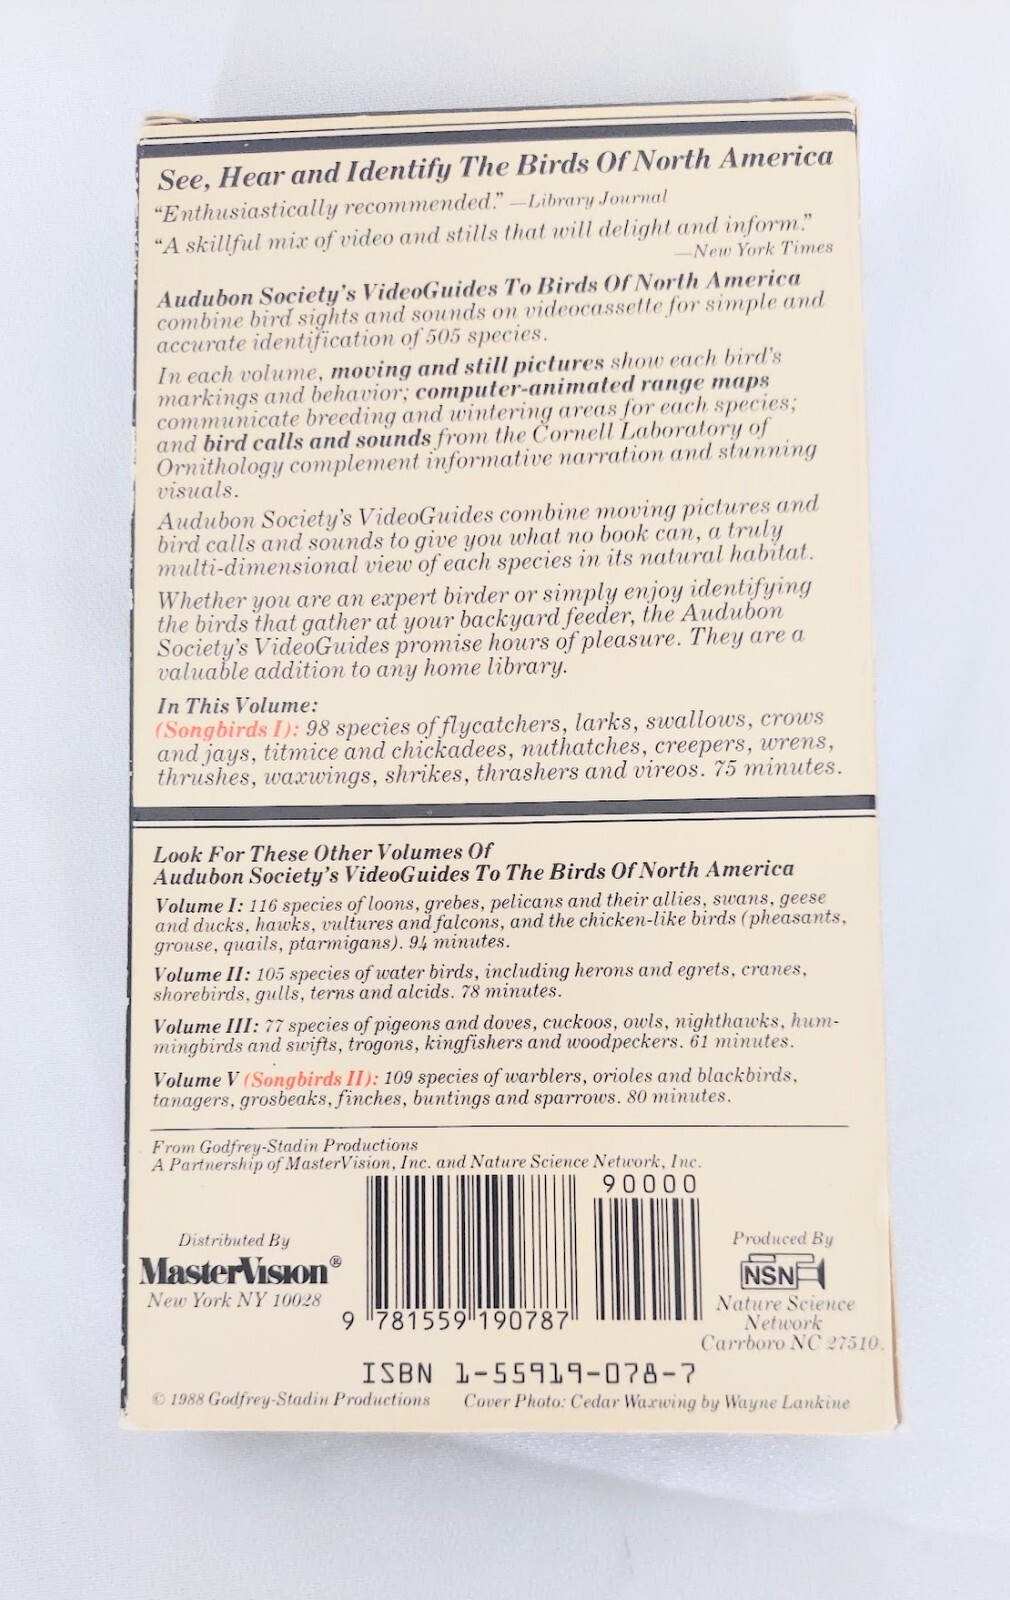 See, Hear and Identify The Birds Of North America
“Enthusiastically recommended.” —Library Journal
“A skillful mix of video and stills that will delight and inform.”
—New York Times
Audubon Society's VideoGuides To Birds Of North America
combine bird sights and sounds on videocassette for simple and
accurate identification of 505 species.
In each volume, moving and still pictures show each bird's
markings and behavior; computer-animated range maps
communicate breeding and wintering areas for each species;
and bird calls and sounds from the Cornell Laboratory of
Ornithology complement informative narration and stunning
visuals.
Audubon Society's VideoGuides combine moving pictures and
bird calls and sounds to give you what no book can, a truly
multi-dimensional view of each species in its natural habitat.
Whether you are an expert birder or simply enjoy identifying
the birds that gather at your backyard feeder, the Audubon
Society's VideoGuides promise hours of pleasure. They are a
valuable addition to any home library.
In This Volume:
(Songbirds I): 98 species of flycatchers, larks, swallows, crows
and jays, titmice and chickadees, nuthatches, creepers, wrens,
thrushes, waxwings, shrikes, thrashers and vireos. 75 minutes.
Look For These Other Volumes Of
Audubon Society's VideoGuides To The Birds Of North America
Volume I: 116 species of loons, grebes, pelicans and their allies, swans, geese
and ducks, hawks, vultures and falcons, and the chicken-like birds (pheasants,
grouse, quails, ptarmigans). 94 minutes.
Volume II: 105 species of water birds, including herons and egrets, cranes,
shorebirds, gulls, terns and alcids. 78 minutes.
Volume III: 77 species of pigeons and doves, cuckoos, owls, nighthawks, hum-
mingbirds and swifts, trogons, kingfishers and woodpeckers. 61 minutes.
Volume V (Songbirds II): 109 species of warblers, orioles and blackbirds,
tanagers, grosbeaks, finches, buntings and sparrows. 80 minutes.
From Godfrey-Stadin Productions
A Partnership of MasterVision, Inc. and Nature Science Network, Inc.
90000
Distributed By
MasterVision®
New York NY 10028
9 781559 190787
Produced By
NSN
Nature Science
Network
Carrboro NC 27510.
ISBN 1-55919-078-7
© 1988 Godfrey-Stadin Productions Cover Photo: Cedar Waxwing by Wayne Lankine